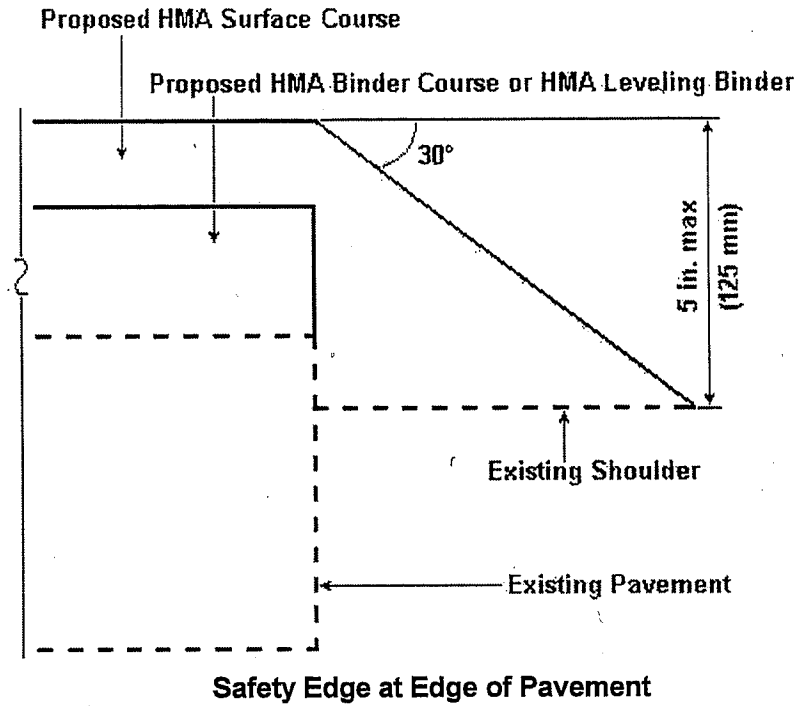 Proposed HMA Surface Course
Proposed HMA Binder Course or HMA Leveling Binder
30°
5 in. max
(125 mm)
Existing Shoulder
Existing Pavement
Safety Edge at Edge of Pavement